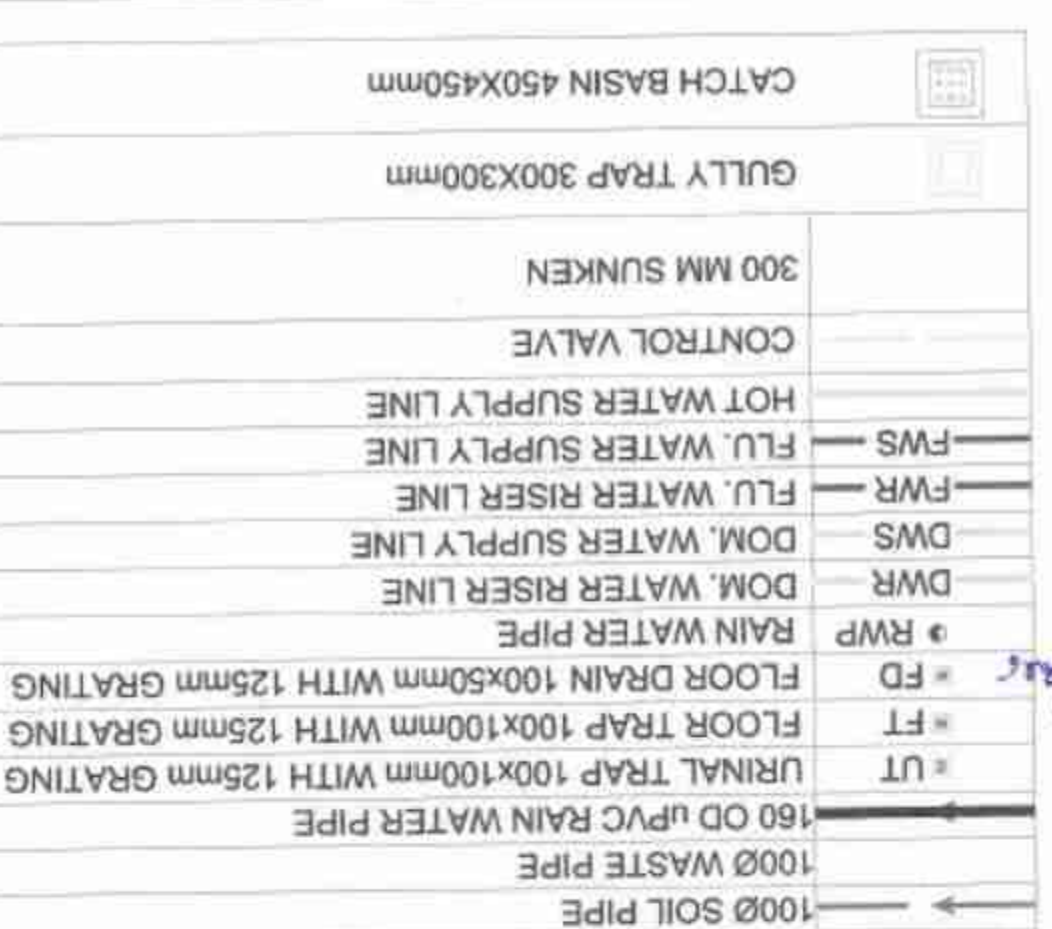 100Ø SOIL PIPE
100Ø WASTE PIPE
160 OD uPVC RAIN WATER PIPE
UT URINAL TRAP 100x100mm WITH 125mm GRATING
FT FLOOR TRAP 100x100mm WITH 125mm GRATING
FD FLOOR DRAIN 100x50mm WITH 125mm GRATING
RWP RAIN WATER PIPE
DWR DOM. WATER RISER LINE
DWS DOM. WATER SUPPLY LINE
FWR FLU. WATER RISER LINE
FWS FLU. WATER SUPPLY LINE
HOT WATER SUPPLY LINE
CONTROL VALVE
300 MM SUNKEN
GULLY TRAP 300X300mm
CATCH BASIN 450X450mm